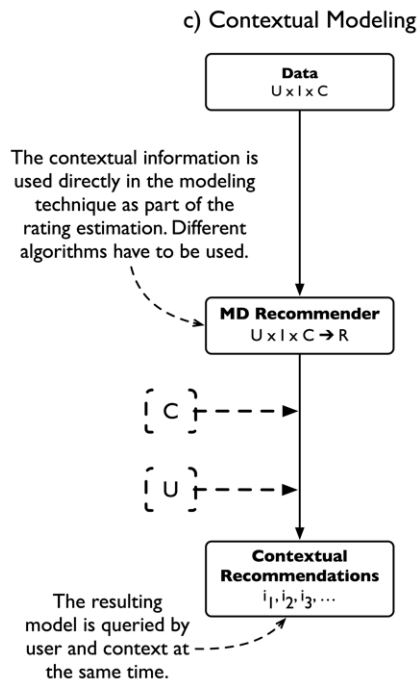 c) Contextual Modeling
Data
U x I x C
The contextual information is
used directly in the modeling
technique as part of the
rating estimation. Different
algorithms have to be used.
MD Recommender
U x I x C → R
C
U
Contextual
Recommendations
i₁, i₂, i₃, ...
The resulting
model is queried by
user and context at
the same time.